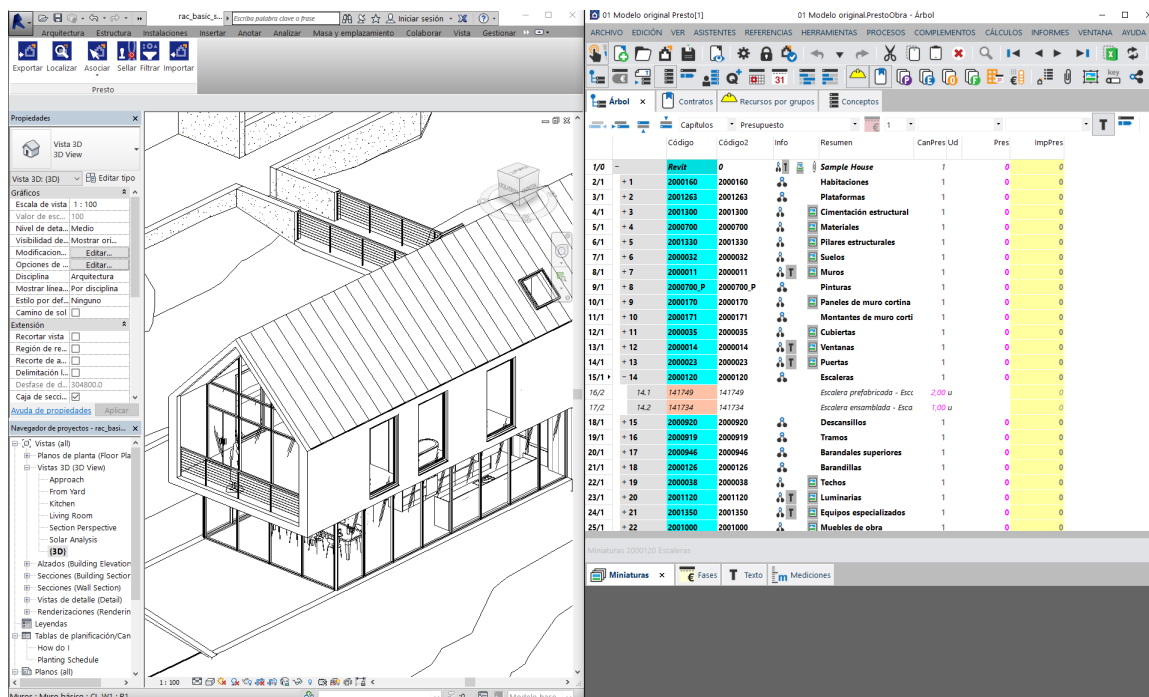 rac_basic_s... Escriba palabra clave o frase Iniciar sesión
Arquitectura Estructura Instalaciones Insertar Anotar Analizar Masa y emplazamiento Colaborar Vista Gestionar
Exportar Localizar Asociar Sellar Filtrar Importar
Presto
Propiedades
Vista 3D
3D View
Vista 3D: {3D} Editar tipo
Gráficos
Escala de vista 1 : 100
Valor de esc... 100
Nivel de deta... Medio
Visibilidad de... Mostrar ori...
Modificacion... Editar...
Opciones de ... Editar...
Disciplina Arquitectura
Mostrar línea... Por disciplina
Estilo por def... Ninguno
Camino de sol
Extensión
Recortar vista
Región de re...
Recorte de a...
Delimitación l...
Desfase de d... 304800.0
Caja de secci...
Ayuda de propiedades Aplicar
Navegador de proyectos - rac_basi...
Vistas (all)
Planos de planta (Floor Pla
Vistas 3D (3D View)
Approach
From Yard
Kitchen
Living Room
Section Perspective
Solar Analysis
{3D}
Alzados (Building Elevation
Secciones (Building Section
Secciones (Wall Section)
Vistas de detalle (Detail)
Renderizaciones (Renderin
Leyendas
Tablas de planificación/Can
How do I
Planting Schedule
Planos (all)
1 : 100
Muros : Muro básico : CL W1 : R1
Modelo base
01 Modelo original Presto[1] 01 Modelo original.PrestoObra - Árbol
ARCHIVO EDICIÓN VER ASISTENTES REFERENCIAS HERRAMIENTAS PROCESOS COMPLEMENTOS CÁLCULOS INFORMES VENTANA AYUDA
31 key
Árbol Contratos Recursos por grupos Conceptos
Capítulos Presupuesto 1 T
Código Código2 Info Resumen CanPres Ud Pres ImpPres
1/0 − Revit 0 T Sample House 1 0 0
2/1 + 1 2000160 2000160 Habitaciones 1 0 0
3/1 + 2 2001263 2001263 Plataformas 1 0 0
4/1 + 3 2001300 2001300 Cimentación estructural 1 0 0
5/1 + 4 2000700 2000700 Materiales 1 0 0
6/1 + 5 2001330 2001330 Pilares estructurales 1 0 0
7/1 + 6 2000032 2000032 Suelos 1 0 0
8/1 + 7 2000011 2000011 T Muros 1 0 0
9/1 + 8 2000700_P 2000700_P Pinturas 1 0 0
10/1 + 9 2000170 2000170 Paneles de muro cortina 1 0 0
11/1 + 10 2000171 2000171 Montantes de muro corti 1 0 0
12/1 + 11 2000035 2000035 Cubiertas 1 0 0
13/1 + 12 2000014 2000014 T Ventanas 1 0 0
14/1 + 13 2000023 2000023 T Puertas 1 0 0
15/1 − 14 2000120 2000120 Escaleras 1 0 0
16/2 14.1 141749 141749 Escalera prefabricada - Escc 2,00 u 0
17/2 14.2 141734 141734 Escalera ensamblada - Esca 1,00 u 0
18/1 + 15 2000920 2000920 Descansillos 1 0 0
19/1 + 16 2000919 2000919 Tramos 1 0 0
20/1 + 17 2000946 2000946 Barandales superiores 1 0 0
21/1 + 18 2000126 2000126 Barandillas 1 0 0
22/1 + 19 2000038 2000038 Techos 1 0 0
23/1 + 20 2001120 2001120 T Luminarias 1 0 0
24/1 + 21 2001350 2001350 T Equipos especializados 1 0 0
25/1 + 22 2001000 2001000 Muebles de obra 1 0 0
Miniaturas 2000120 Escaleras
Miniaturas Fases Texto Mediciones